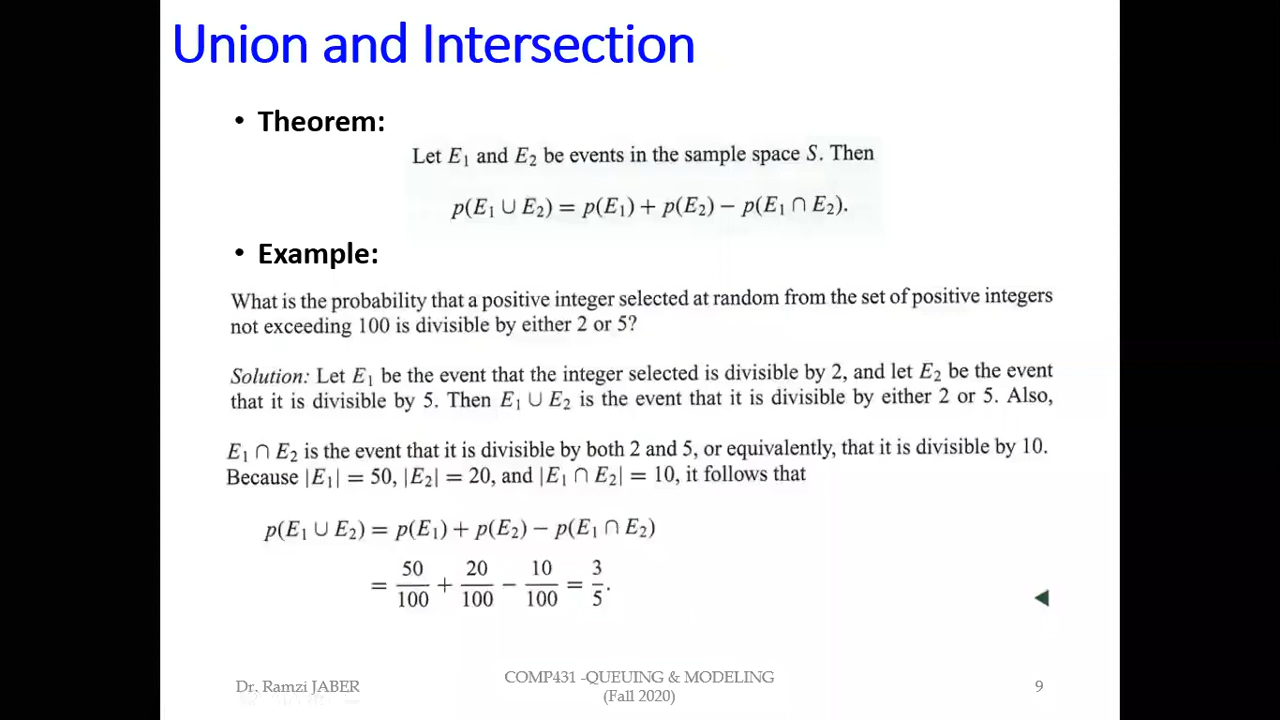 Union and Intersection
• Theorem:
Let E₁ and E₂ be events in the sample space S. Then
p(E₁ ∪ E₂) = p(E₁) + p(E₂) − p(E₁ ∩ E₂).
• Example:
What is the probability that a positive integer selected at random from the set of positive integers
not exceeding 100 is divisible by either 2 or 5?
Solution: Let E₁ be the event that the integer selected is divisible by 2, and let E₂ be the event
that it is divisible by 5. Then E₁ ∪ E₂ is the event that it is divisible by either 2 or 5. Also,
E₁ ∩ E₂ is the event that it is divisible by both 2 and 5, or equivalently, that it is divisible by 10.
Because |E₁| = 50, |E₂| = 20, and |E₁ ∩ E₂| = 10, it follows that
p(E₁ ∪ E₂) = p(E₁) + p(E₂) − p(E₁ ∩ E₂)
= 50/100 + 20/100 − 10/100 = 3/5.
Dr. Ramzi JABER
COMP431 -QUEUING & MODELING
(Fall 2020)
9